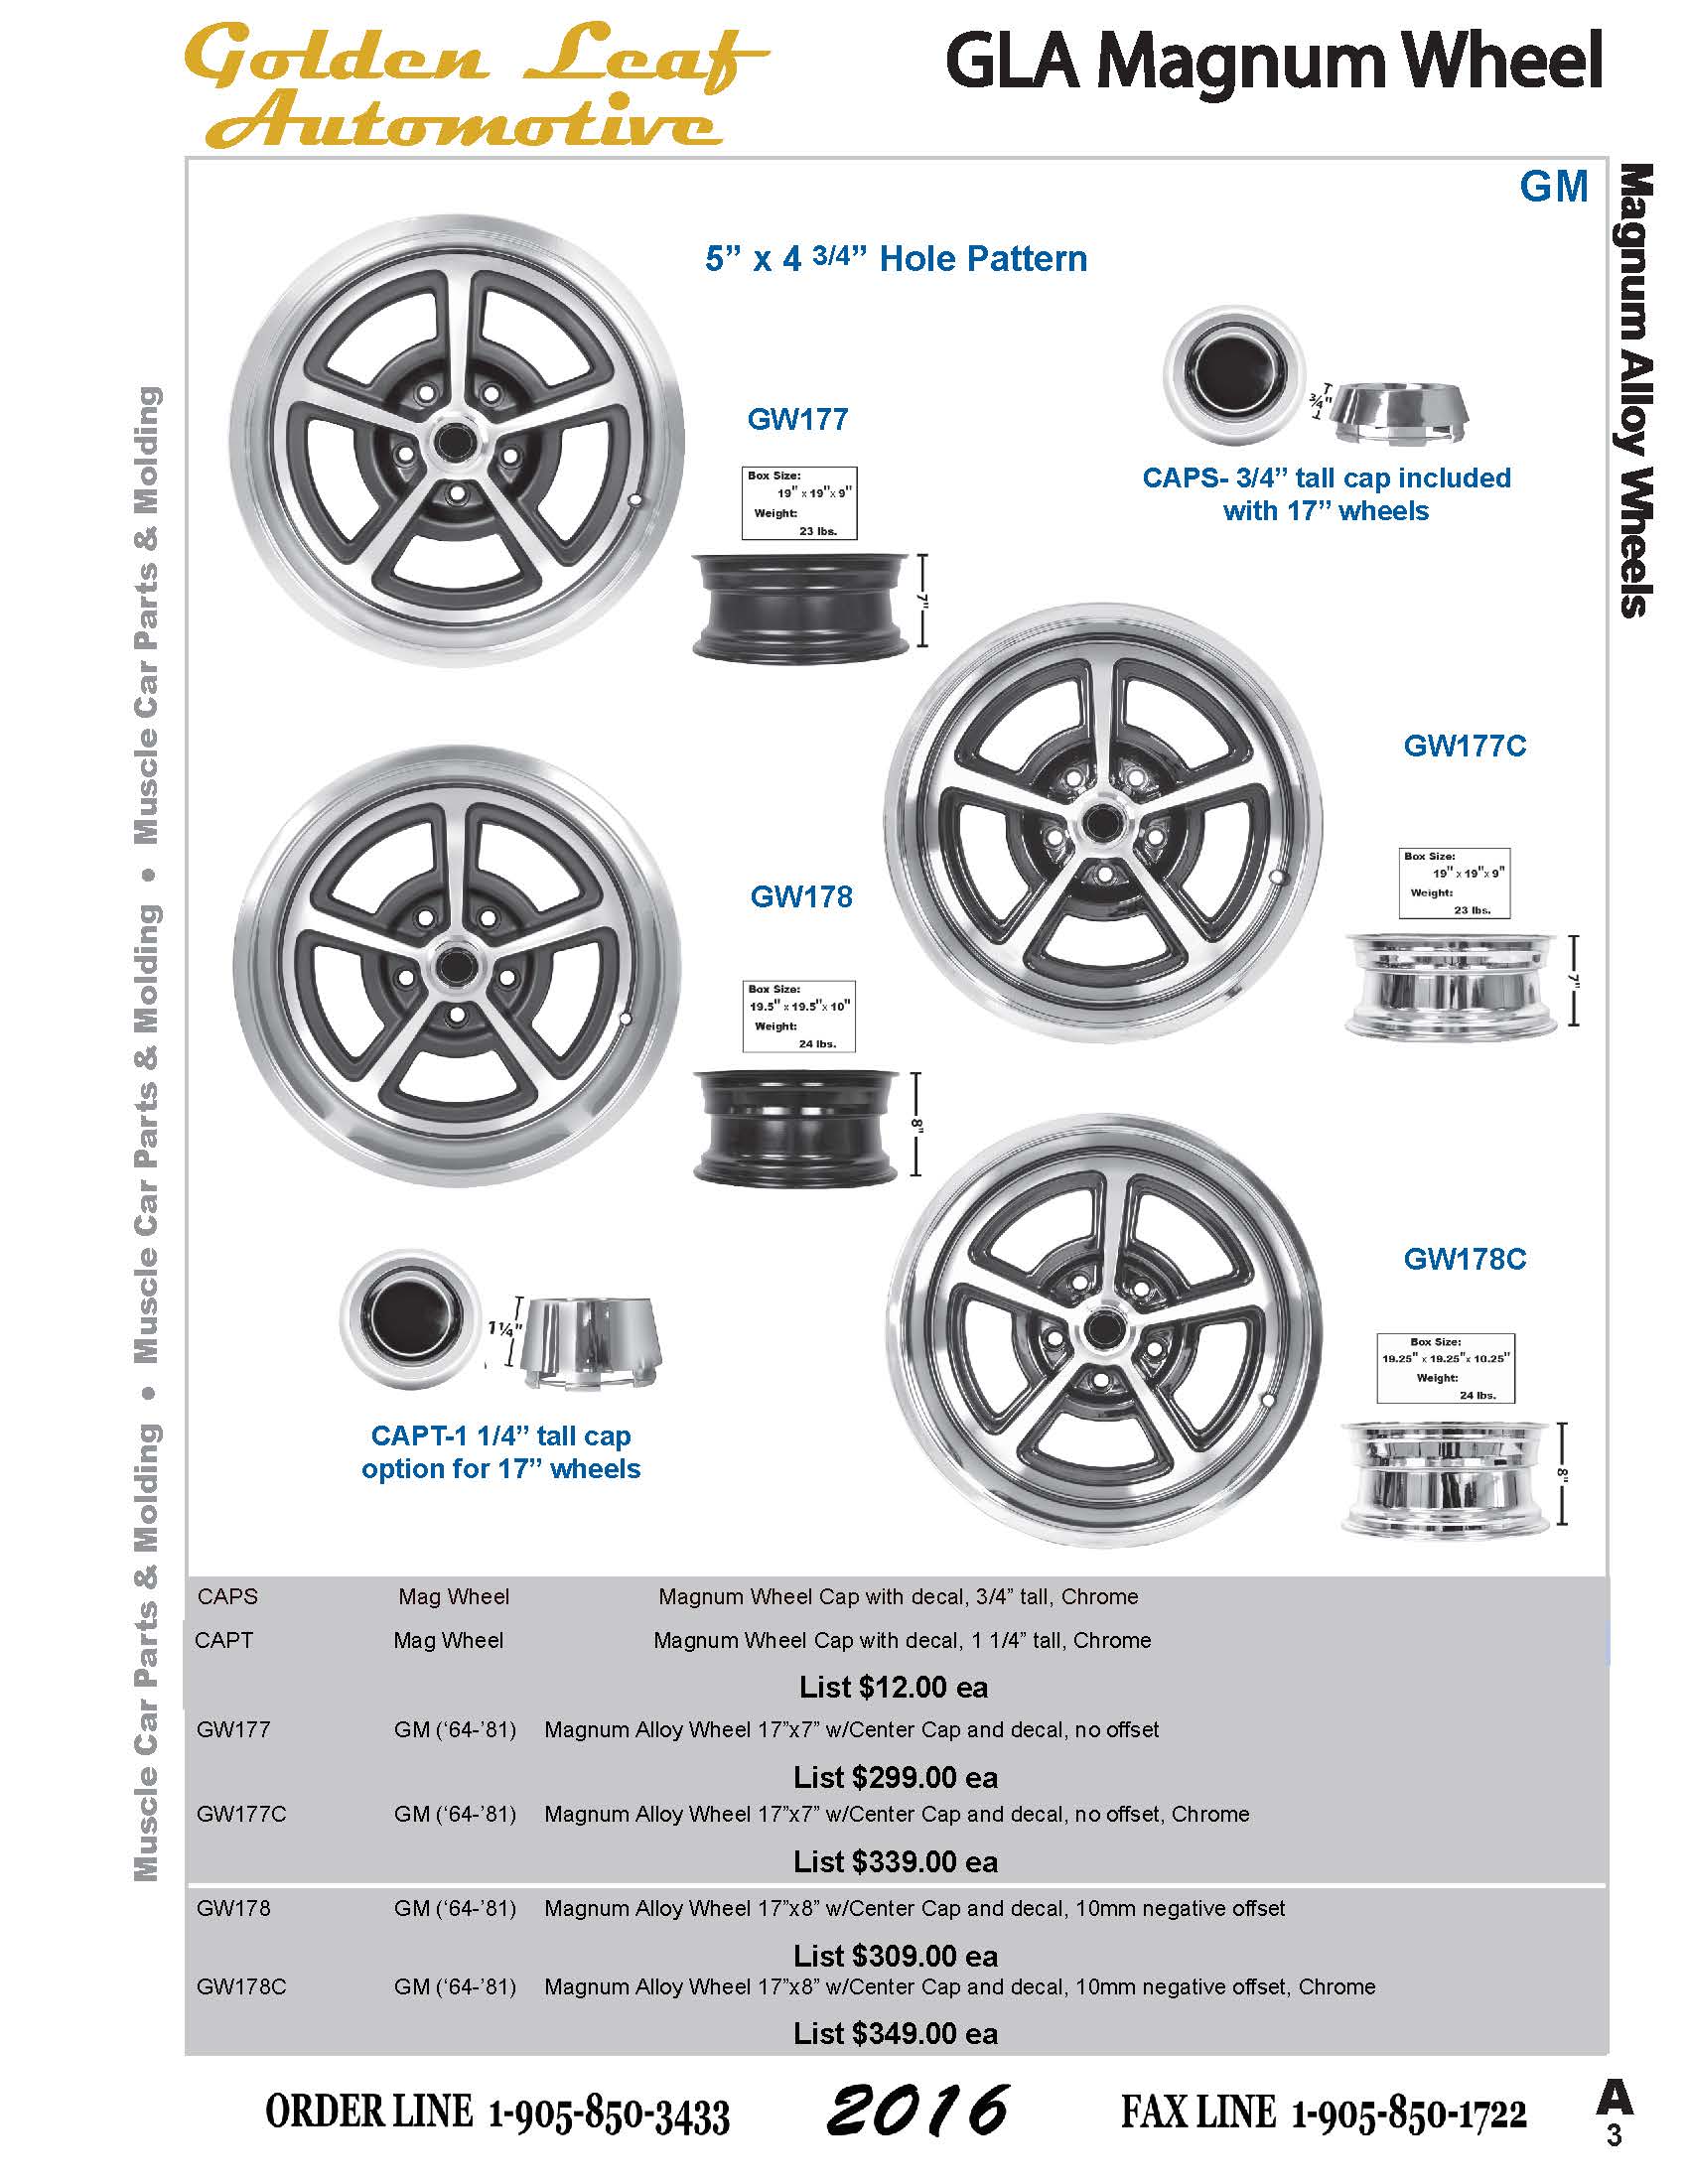 Golden Leaf
Automotive
GLA Magnum Wheel
GM
Magnum Alloy Wheels
Muscle Car Parts & Molding • Muscle Car Parts & Molding • Muscle Car Parts & Molding
5” x 4 3/4” Hole Pattern
GW177
Box Size:
19" x 19"x 9"
Weight:
23 lbs.
7"
3/4"
CAPS- 3/4” tall cap included
with 17” wheels
GW177C
Box Size:
19" x 19"x 9"
Weight:
23 lbs.
7"
GW178
Box Size:
19.5" x 19.5"x 10"
Weight:
24 lbs.
8"
GW178C
Box Size:
19.25" x 19.25"x 10.25"
Weight:
24 lbs.
8"
1¼"
CAPT-1 1/4” tall cap
option for 17” wheels
CAPS Mag Wheel Magnum Wheel Cap with decal, 3/4” tall, Chrome
CAPT Mag Wheel Magnum Wheel Cap with decal, 1 1/4” tall, Chrome
List $12.00 ea
GW177 GM (‘64-’81) Magnum Alloy Wheel 17”x7” w/Center Cap and decal, no offset
List $299.00 ea
GW177C GM (‘64-’81) Magnum Alloy Wheel 17”x7” w/Center Cap and decal, no offset, Chrome
List $339.00 ea
GW178 GM (‘64-’81) Magnum Alloy Wheel 17”x8” w/Center Cap and decal, 10mm negative offset
List $309.00 ea
GW178C GM (‘64-’81) Magnum Alloy Wheel 17”x8” w/Center Cap and decal, 10mm negative offset, Chrome
List $349.00 ea
ORDER LINE 1-905-850-3433 2016 FAX LINE 1-905-850-1722
A
3